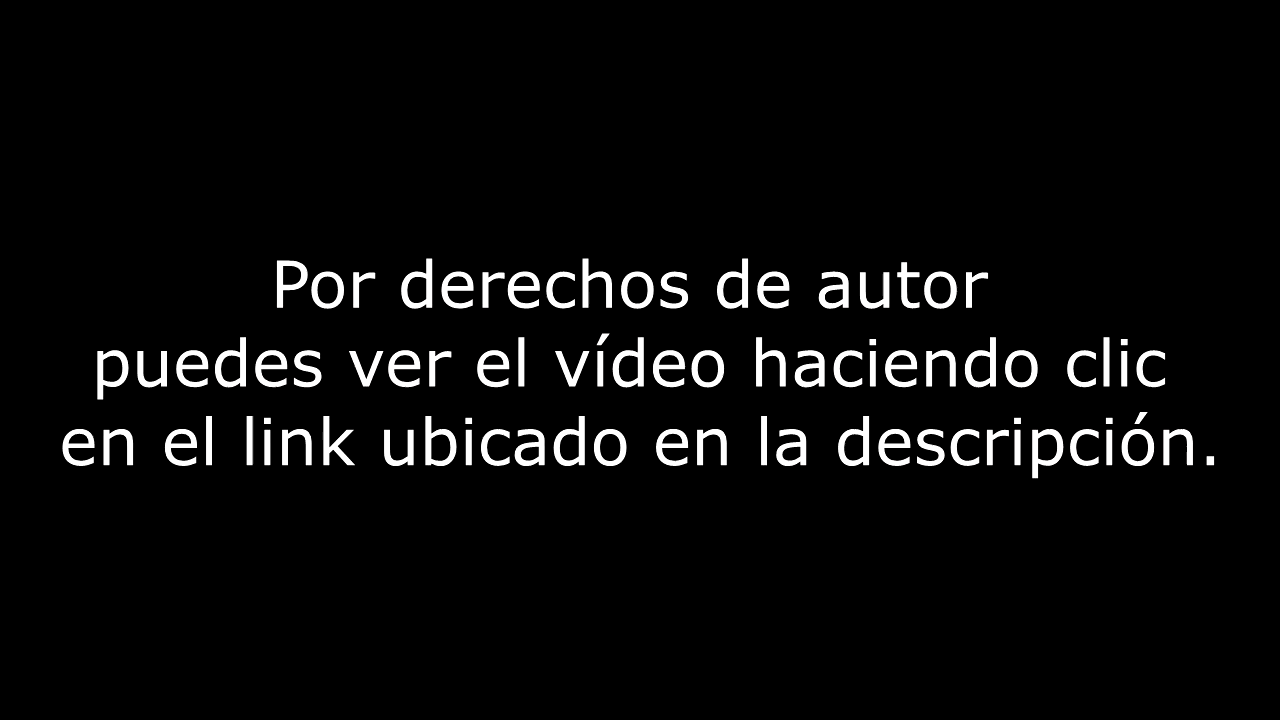 Por derechos de autor
puedes ver el vídeo haciendo clic
en el link ubicado en la descripción.